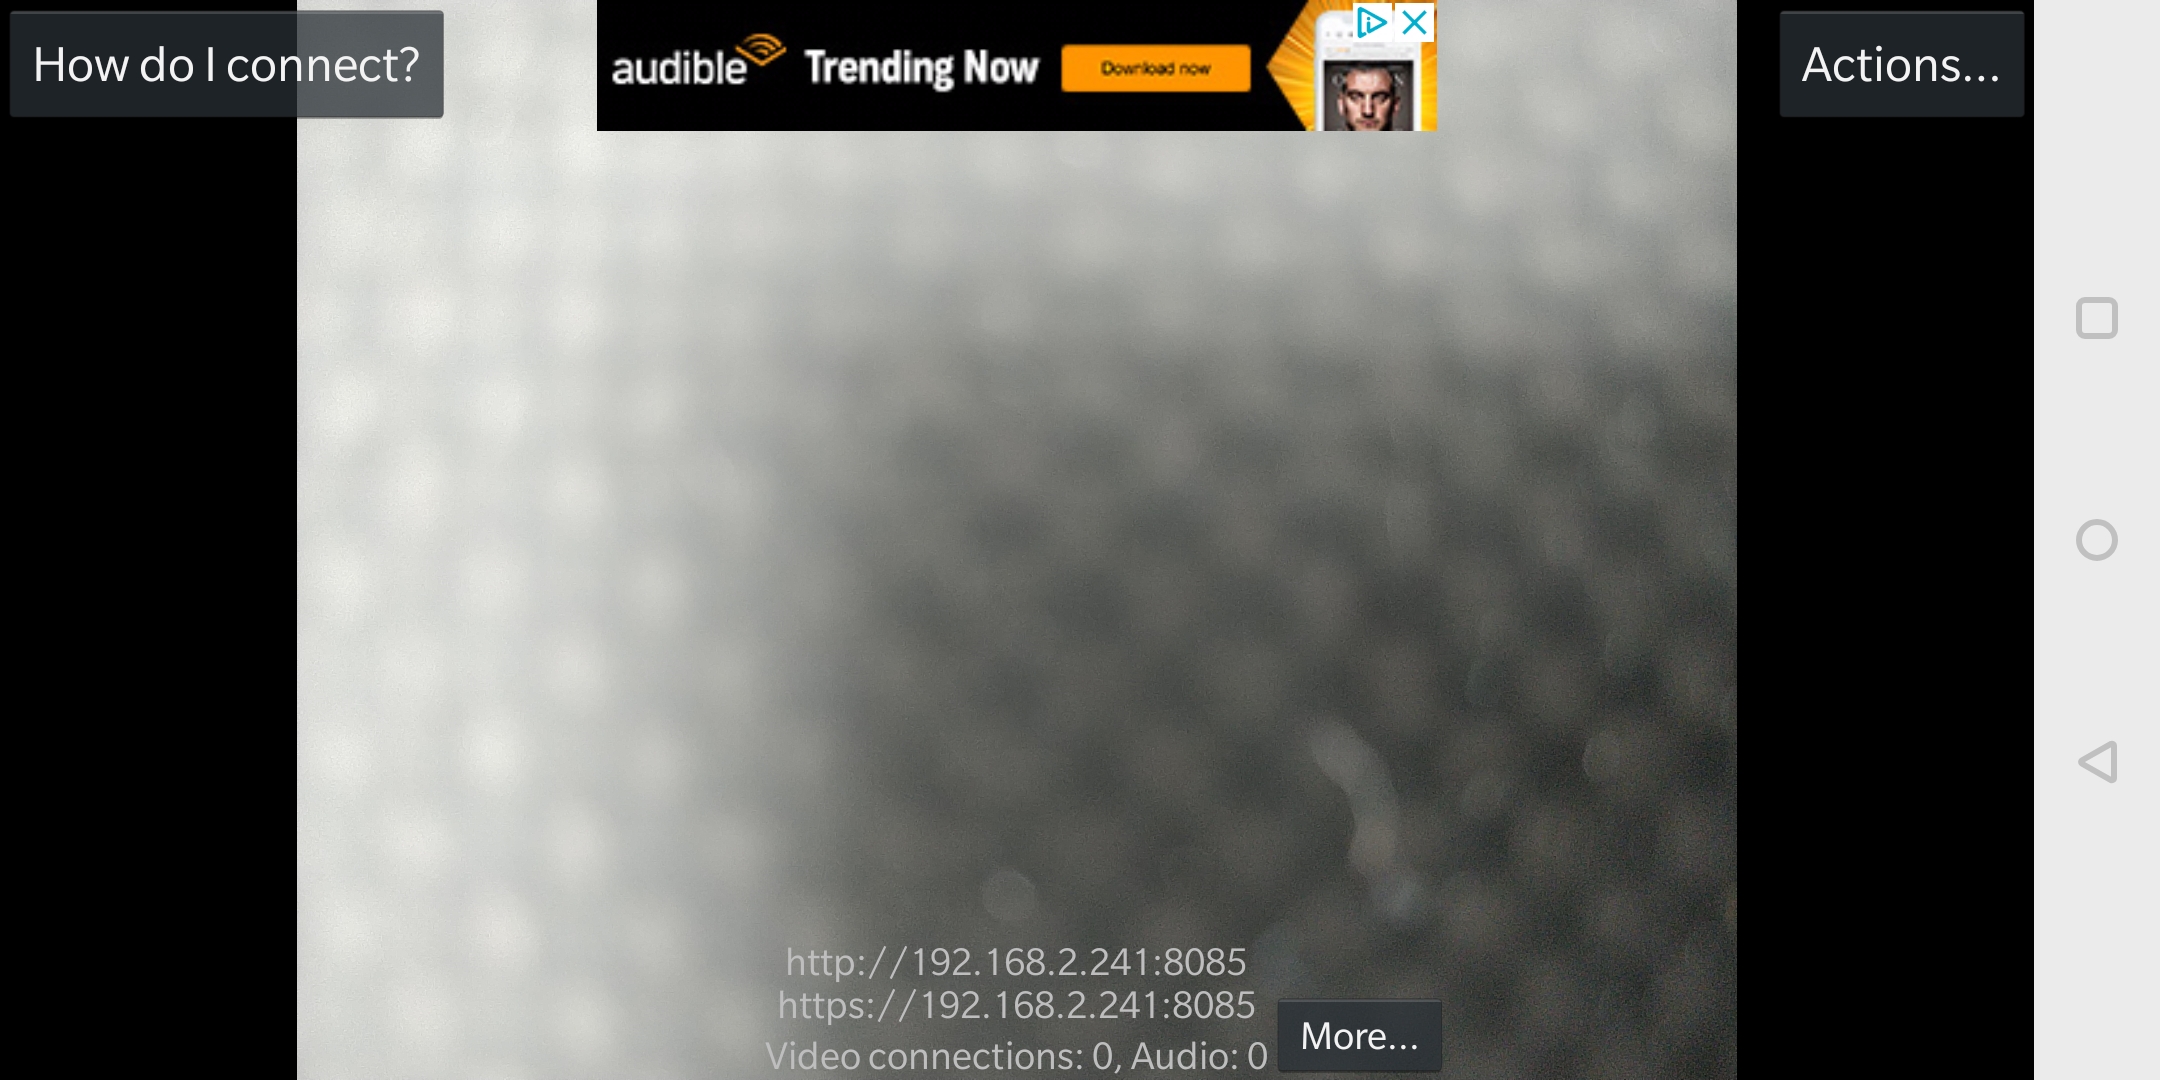 How do I connect?
audible Trending Now Download now
Actions...
http://192.168.2.241:8085
https://192.168.2.241:8085
Video connections: 0, Audio: 0
More...